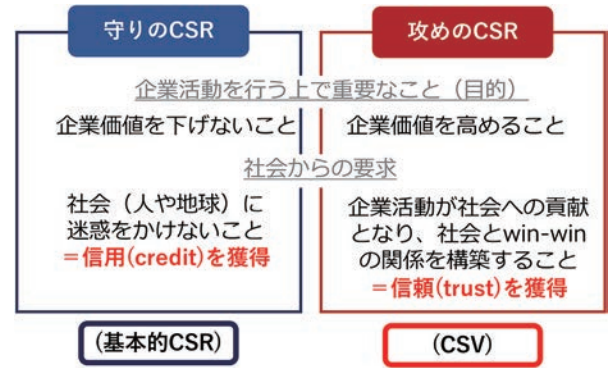 守りのCSR
攻めのCSR
企業活動を行う上で重要なこと（目的）
企業価値を下げないこと
企業価値を高めること
社会からの要求
社会（人や地球）に
迷惑をかけないこと
＝信用(credit)を獲得
企業活動が社会への貢献
となり、社会とwin-win
の関係を構築すること
＝信頼(trust)を獲得
(基本的CSR)
(CSV)